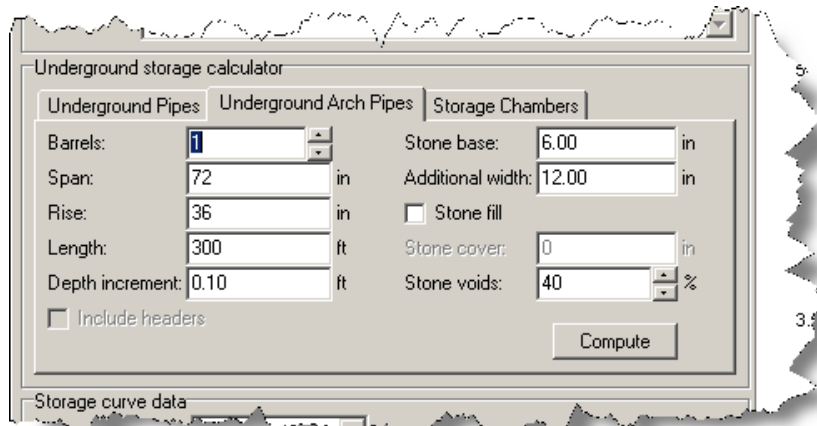 Underground storage calculator
Underground Pipes Underground Arch Pipes Storage Chambers
Barrels: 1 Stone base: 6.00 in
Span: 72 in Additional width: 12.00 in
Rise: 36 in Stone fill
Length: 300 ft Stone cover: 0 in
Depth increment: 0.10 ft Stone voids: 40 %
Include headers
Compute
Storage curve data